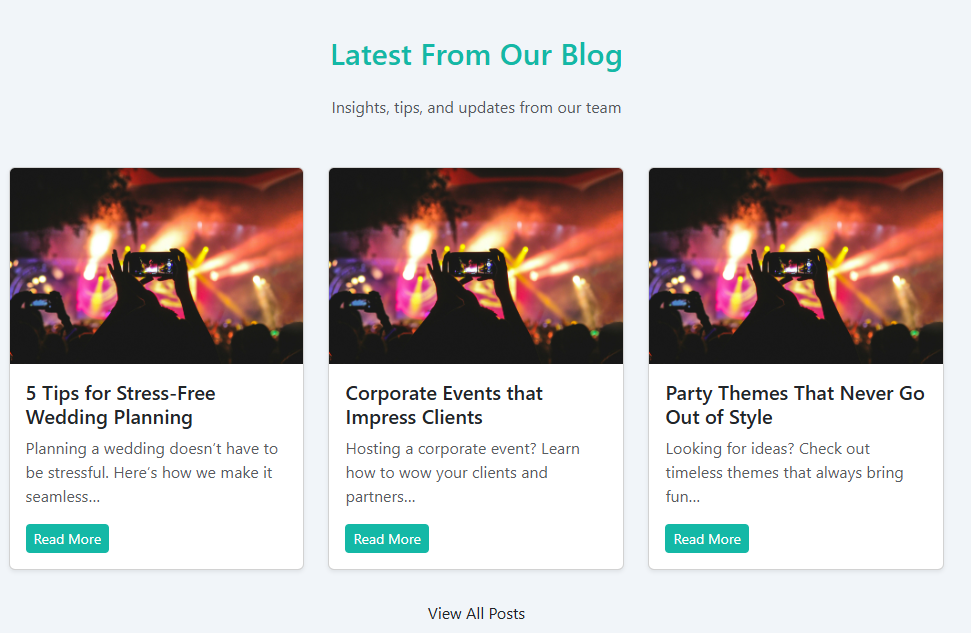 Latest From Our Blog
Insights, tips, and updates from our team
5 Tips for Stress-Free
Wedding Planning
Planning a wedding doesn’t have to
be stressful. Here’s how we make it
seamless...
Read More
Corporate Events that
Impress Clients
Hosting a corporate event? Learn
how to wow your clients and
partners...
Read More
Party Themes That Never Go
Out of Style
Looking for ideas? Check out
timeless themes that always bring
fun...
Read More
View All Posts